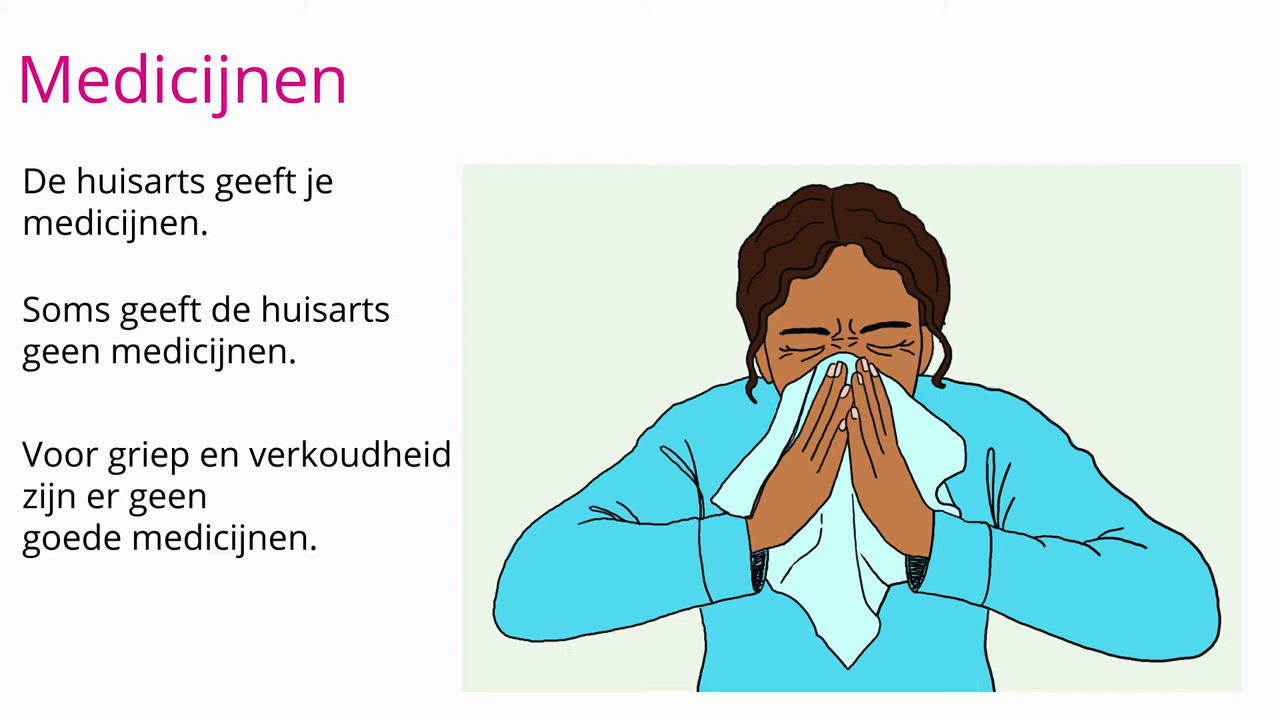 Medicijnen
De huisarts geeft je
medicijnen.
Soms geeft de huisarts
geen medicijnen.
Voor griep en verkoudheid
zijn er geen
goede medicijnen.